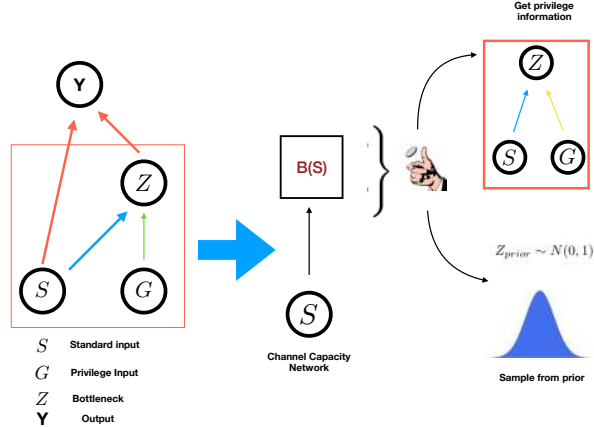 Y
Z
S
G
S Standard input
G Privilege Input
Z Bottleneck
Y Output
B(S)
S
Channel Capacity
Network
Get privilege
information
Z
S
G
Z_prior ∼ N(0, 1)
Sample from prior